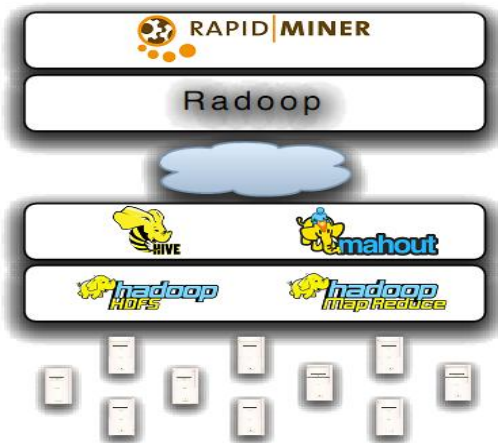 RAPID|MINER
Radoop
HIVE
mahout
hadoop hadoop
HDFS Map Reduce